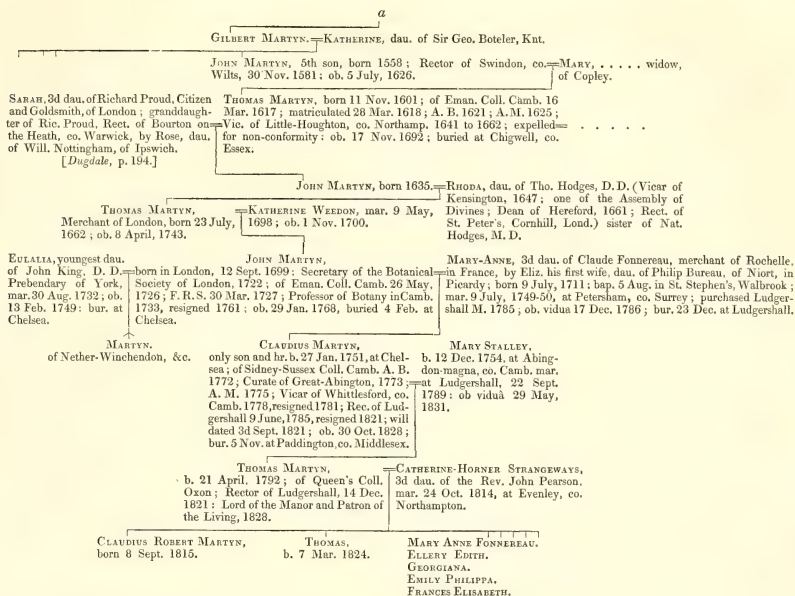 a
GILBERT MARTYN.=KATHERINE, dau. of Sir Geo. Boteler, Knt.
JOHN MARTYN, 5th son, born 1558; Rector of Swindon, co.=MARY, . . . . . widow,
Wilts, 30 Nov. 1581; ob. 5 July, 1626. of Copley.
SARAH, 3d dau. of Richard Proud, Citizen
and Goldsmith, of London; granddaugh-
ter of Ric. Proud, Rect. of Bourton on=
the Heath, co. Warwick, by Rose, dau.
of Will. Nottingham, of Ipswich.
[Dugdale, p. 194.]
THOMAS MARTYN, born 11 Nov. 1601; of Eman. Coll. Camb. 16
Mar. 1617; matriculated 28 Mar. 1618; A. B. 1621; A.M. 1625;
Vic. of Little-Houghton, co. Northamp. 1641 to 1662; expelled= . . . . .
for non-conformity: ob. 17 Nov. 1692; buried at Chigwell, co.
Essex.
JOHN MARTYN, born 1635.=RHODA, dau. of Tho. Hodges, D. D. (Vicar of
Kensington, 1647; one of the Assembly of
Divines; Dean of Hereford, 1661; Rect. of
St. Peter's, Cornhill, Lond.) sister of Nat.
Hodges, M. D.
THOMAS MARTYN,
Merchant of London, born 23 July,
1662; ob. 8 April, 1743.
=KATHERINE WEEDON, mar. 9 May,
1698; ob. 1 Nov. 1700.
EULALIA, youngest dau.
of John King, D. D.=
Prebendary of York,
mar. 30 Aug. 1732; ob.
13 Feb. 1749: bur. at
Chelsea.
JOHN MARTYN,
born in London, 12 Sept. 1699: Secretary of the Botanical=
Society of London, 1722; of Eman. Coll. Camb. 26 May,
1726; F. R. S. 30 Mar. 1727; Professor of Botany in Camb.
1733, resigned 1761; ob. 29 Jan. 1768, buried 4 Feb. at
Chelsea.
MARY-ANNE, 3d dau. of Claude Fonnereau, merchant of Rochelle,
in France, by Eliz. his first wife, dau. of Philip Bureau, of Niort, in
Picardy; born 9 July, 1711; bap. 5 Aug. in St. Stephen's, Walbrook;
mar. 9 July, 1749-50, at Petersham, co. Surrey; purchased Ludger-
shall M. 1785; ob. vidua 17 Dec. 1786; bur. 23 Dec. at Ludgershall.
MARTYN.
of Nether-Winchendon, &c.
CLAUDIUS MARTYN,
only son and hr. b. 27 Jan. 1751, at Chel-
sea; of Sidney-Sussex Coll. Camb. A. B.
1772; Curate of Great-Abington, 1773;=
A. M. 1775; Vicar of Whittlesford, co.
Camb. 1778, resigned 1781; Rec. of Lud-
gershall 9 June, 1785, resigned 1821; will
dated 3d Sept. 1821; ob. 30 Oct. 1828;
bur. 5 Nov. at Paddington, co. Middlesex.
MARY STALLEY,
b. 12 Dec. 1754, at Abing-
don-magna, co. Camb. mar.
at Ludgershall, 22 Sept.
1789: ob viduâ 29 May,
1831.
THOMAS MARTYN,
b. 21 April, 1792; of Queen's Coll.
Oxon; Rector of Ludgershall, 14 Dec.
1821: Lord of the Manor and Patron of
the Living, 1828.
=CATHERINE-HORNER STRANGEWAYS,
3d dau. of the Rev. John Pearson,
mar. 24 Oct. 1814, at Evenley, co.
Northampton.
CLAUDIUS ROBERT MARTYN,
born 8 Sept. 1815.
THOMAS,
b. 7 Mar. 1824.
MARY ANNE FONNEREAU.
ELLERY EDITH.
GEORGIANA.
EMILY PHILIPPA.
FRANCES ELISABETH.